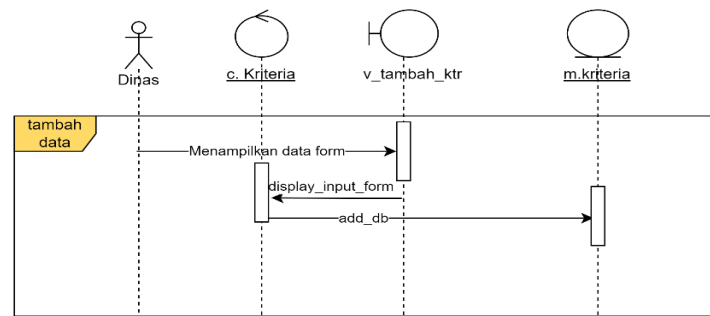 Dinas
c. Kriteria
v_tambah_ktr
m.kriteria
tambah
data
Menampilkan data form
display_input_form
add_db